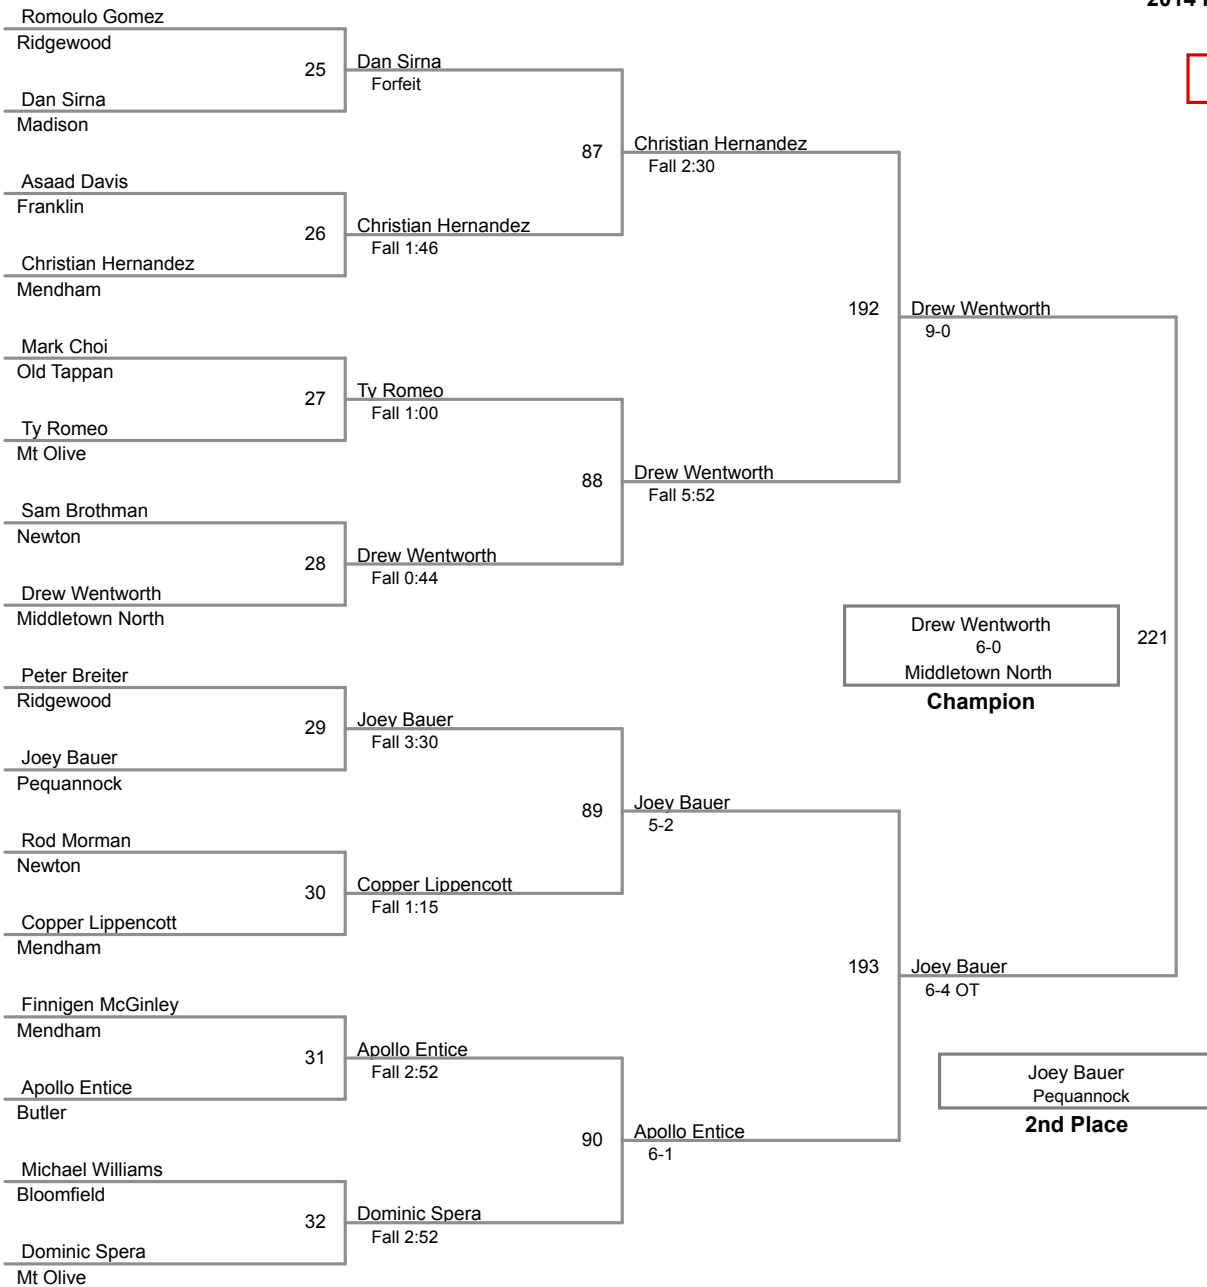 2014
Romoulo Gomez
Ridgewood
25
Dan Sirna
Forfeit
Dan Sirna
Madison
87
Christian Hernandez
Fall 2:30
Asaad Davis
Franklin
26
Christian Hernandez
Fall 1:46
Christian Hernandez
Mendham
192
Drew Wentworth
9-0
Mark Choi
Old Tappan
27
Ty Romeo
Fall 1:00
Ty Romeo
Mt Olive
88
Drew Wentworth
Fall 5:52
Sam Brothman
Newton
28
Drew Wentworth
Fall 0:44
Drew Wentworth
Middletown North
Drew Wentworth
6-0
Middletown North
Champion
221
Peter Breiter
Ridgewood
29
Joey Bauer
Fall 3:30
Joey Bauer
Pequannock
89
Joey Bauer
5-2
Rod Morman
Newton
30
Copper Lippencott
Fall 1:15
Copper Lippencott
Mendham
193
Joey Bauer
6-4 OT
Finnigen McGinley
Mendham
31
Apollo Entice
Fall 2:52
Apollo Entice
Butler
Joey Bauer
Pequannock
2nd Place
90
Apollo Entice
6-1
Michael Williams
Bloomfield
32
Dominic Spera
Fall 2:52
Dominic Spera
Mt Olive